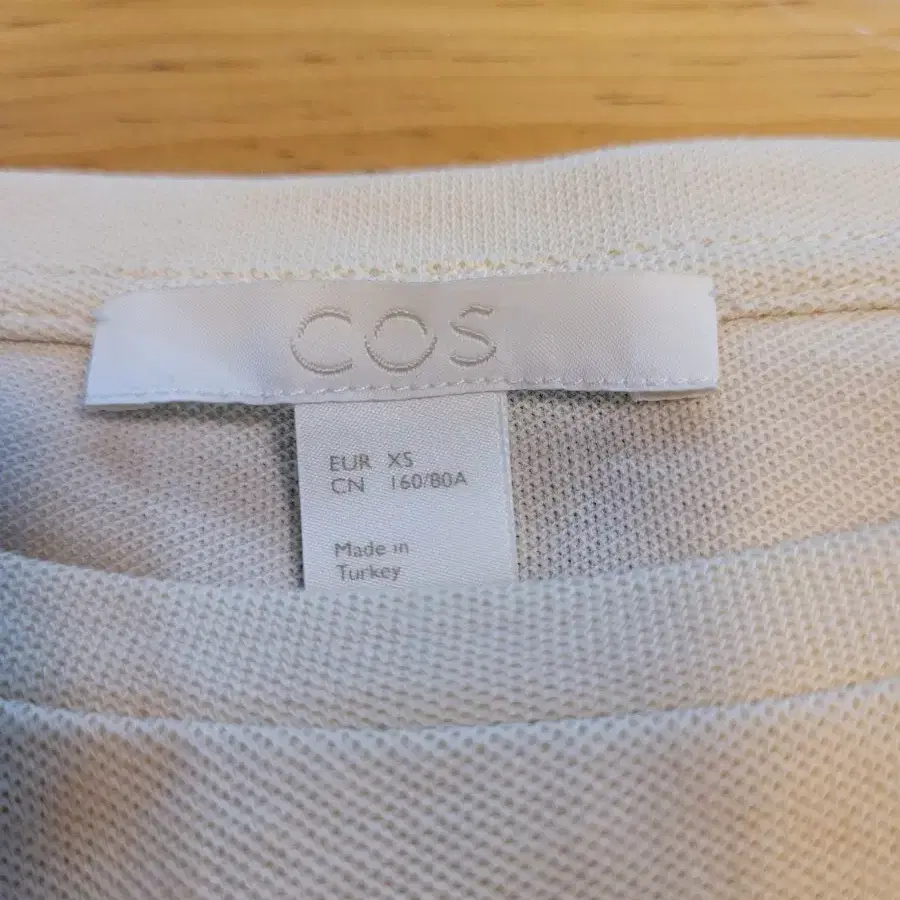 COS
EUR XS
CN 160/80A
Made in
Turkey